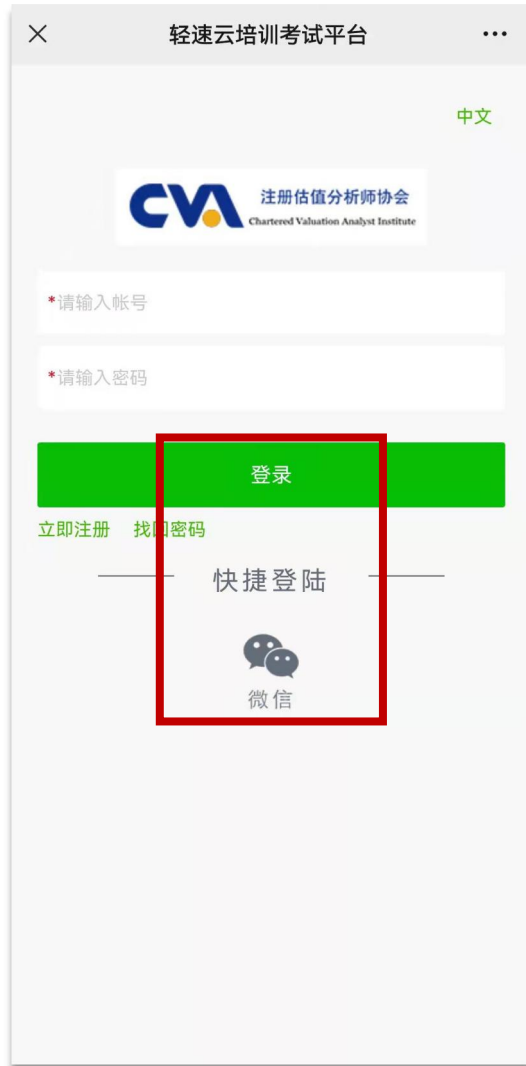 轻速云培训考试平台
中文
CVA 注册估值分析师协会
Chartered Valuation Analyst Institute
*请输入帐号
*请输入密码
登录
立即注册 找回密码
快捷登陆
微信